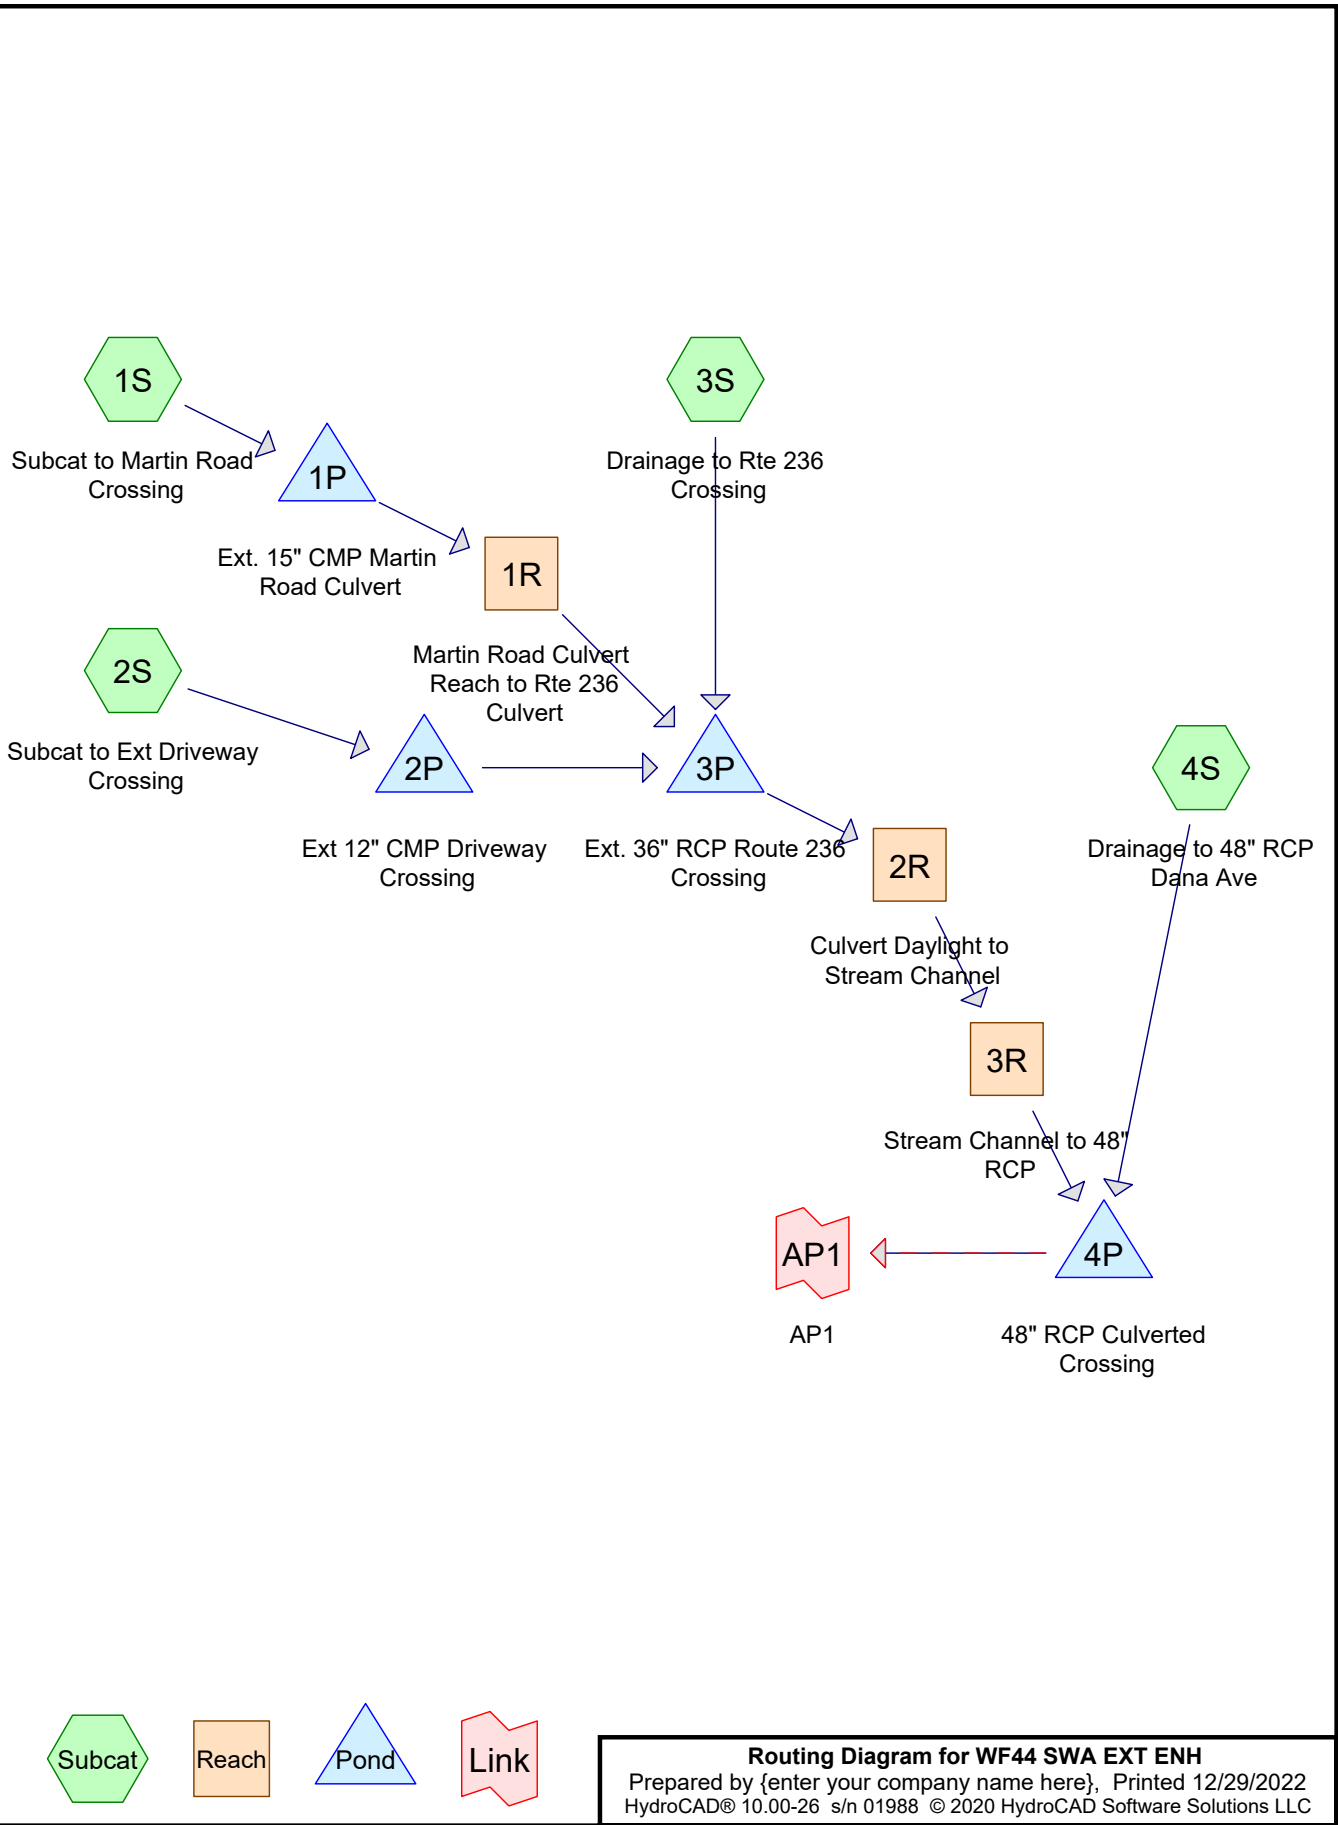 1S
Subcat to Martin Road
Crossing
3S
Drainage to Rte 236
Crossing
1P
Ext. 15" CMP Martin
Road Culvert
1R
Martin Road Culvert
Reach to Rte 236
Culvert
2S
Subcat to Ext Driveway
Crossing
2P
Ext 12" CMP Driveway
Crossing
3P
Ext. 36" RCP Route 236
Crossing
4S
Drainage to 48" RCP
Dana Ave
2R
Culvert Daylight to
Stream Channel
3R
Stream Channel to 48"
RCP
AP1
AP1
4P
48" RCP Culverted
Crossing
Subcat
Reach
Pond
Link
Routing Diagram for WF44 SWA EXT ENH
Prepared by {enter your company name here}, Printed 12/29/2022
HydroCAD® 10.00-26 s/n 01988 © 2020 HydroCAD Software Solutions LLC